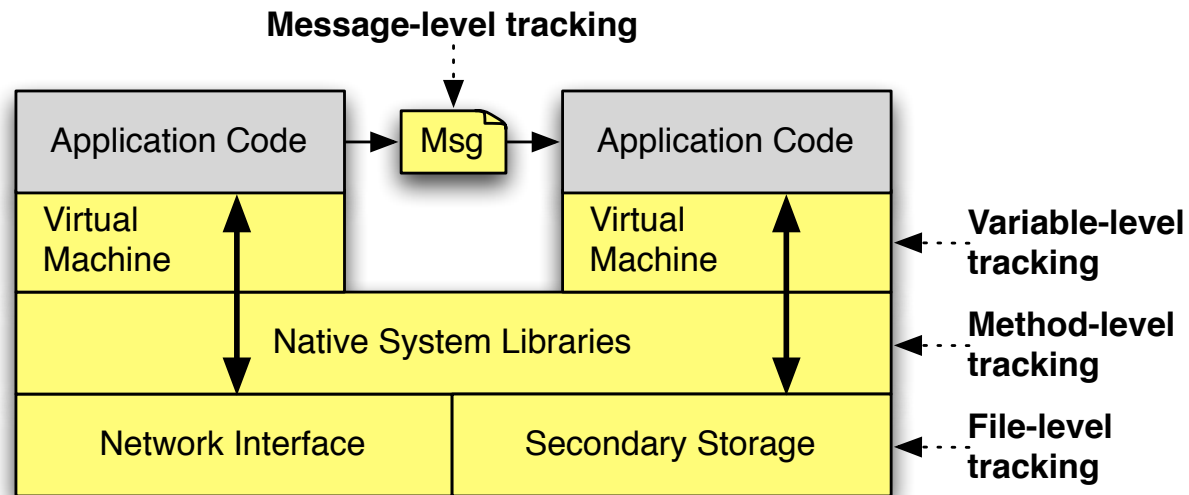 Message-level tracking
Application Code
Msg
Application Code
Virtual
Machine
Virtual
Machine
Variable-level
tracking
Native System Libraries
Method-level
tracking
Network Interface
Secondary Storage
File-level
tracking